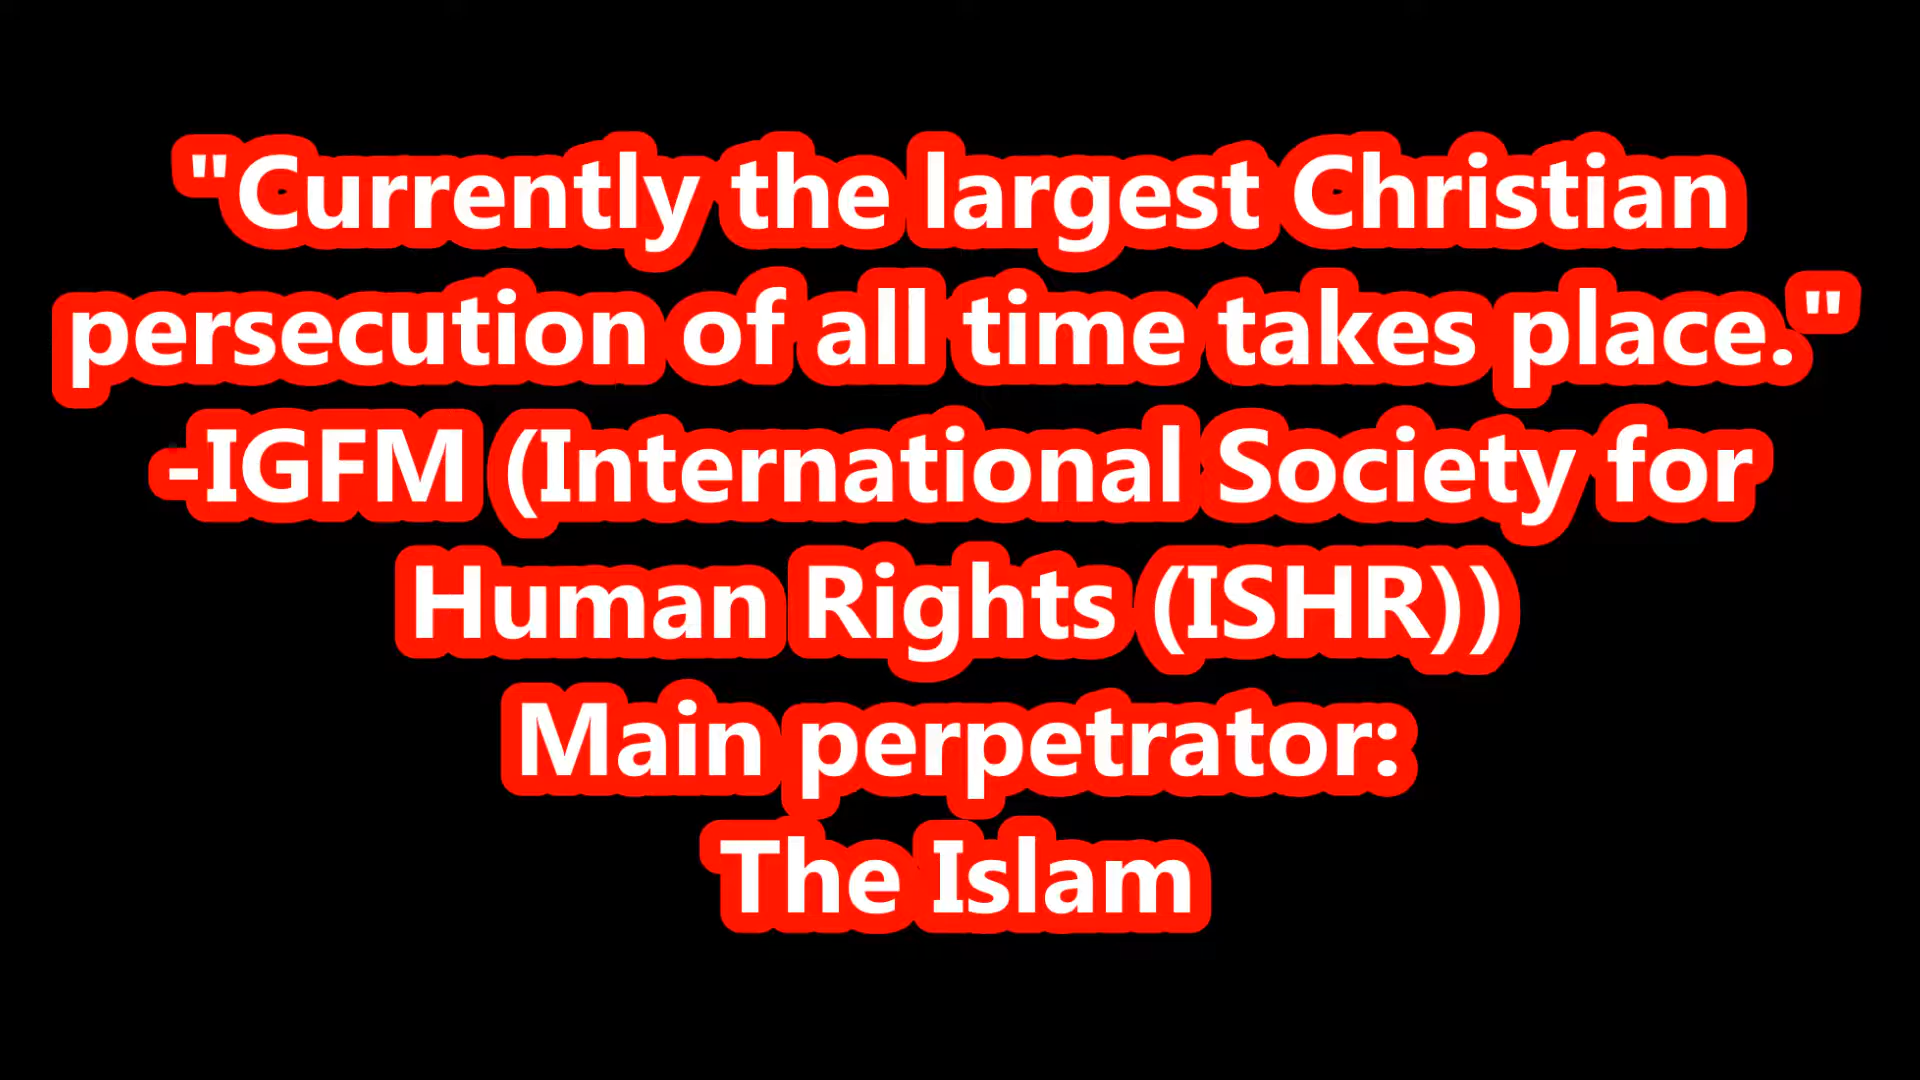 "Currently the largest Christian
persecution of all time takes place."
-IGFM (International Society for
Human Rights (ISHR))
Main perpetrator:
The Islam